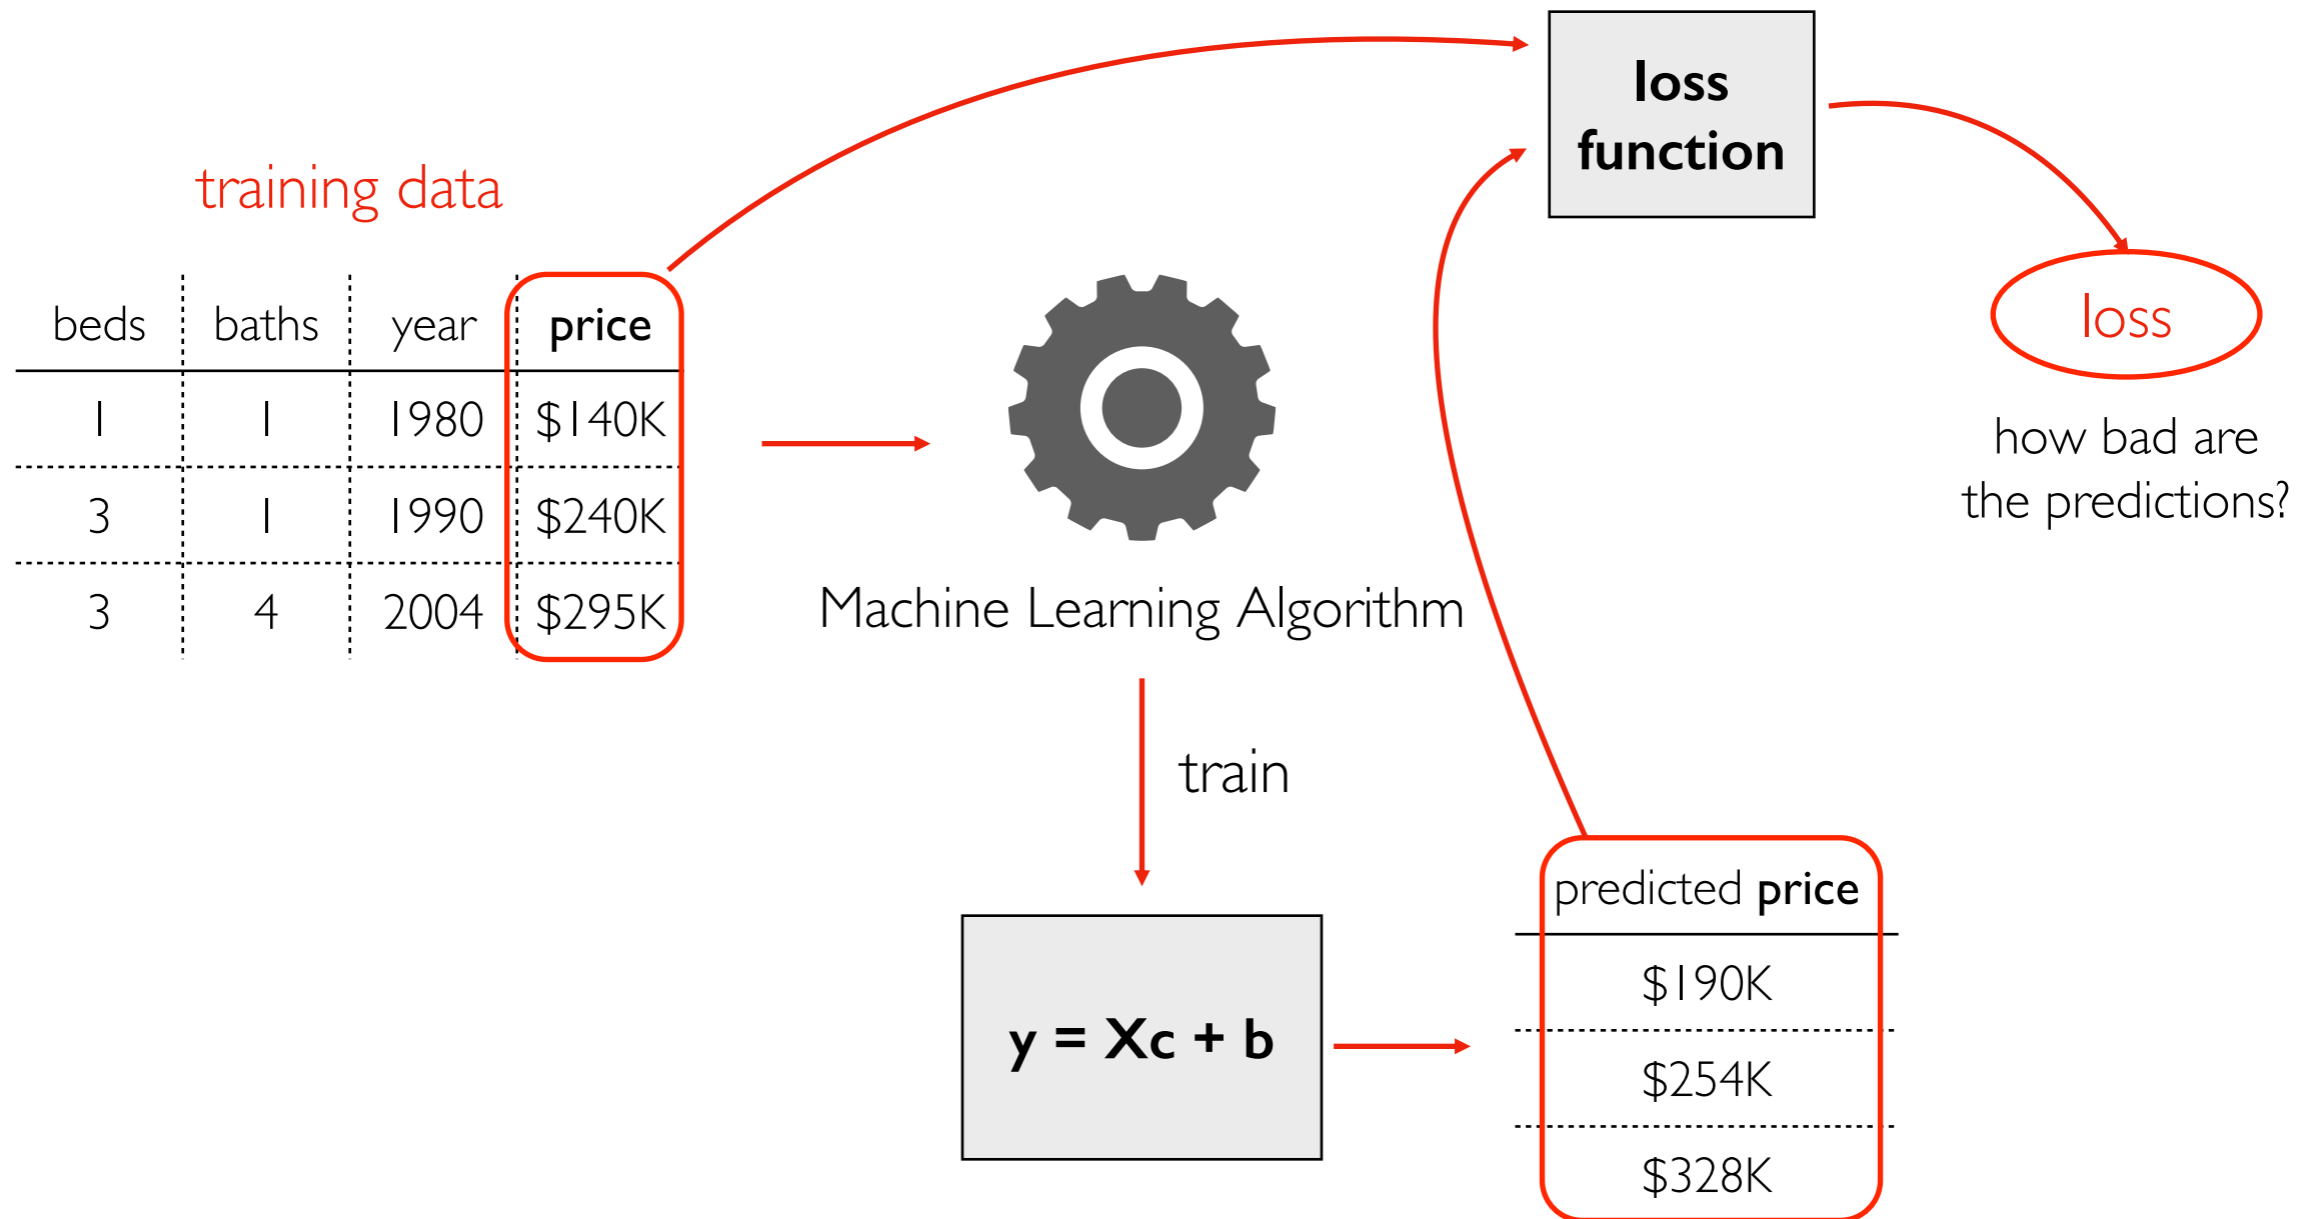 loss
function
training data
loss
beds baths year price
1 1 1980 $140K
3 1 1990 $240K
3 4 2004 $295K
how bad are
the predictions?
Machine Learning Algorithm
train
y = Xc + b
predicted price
$190K
$254K
$328K